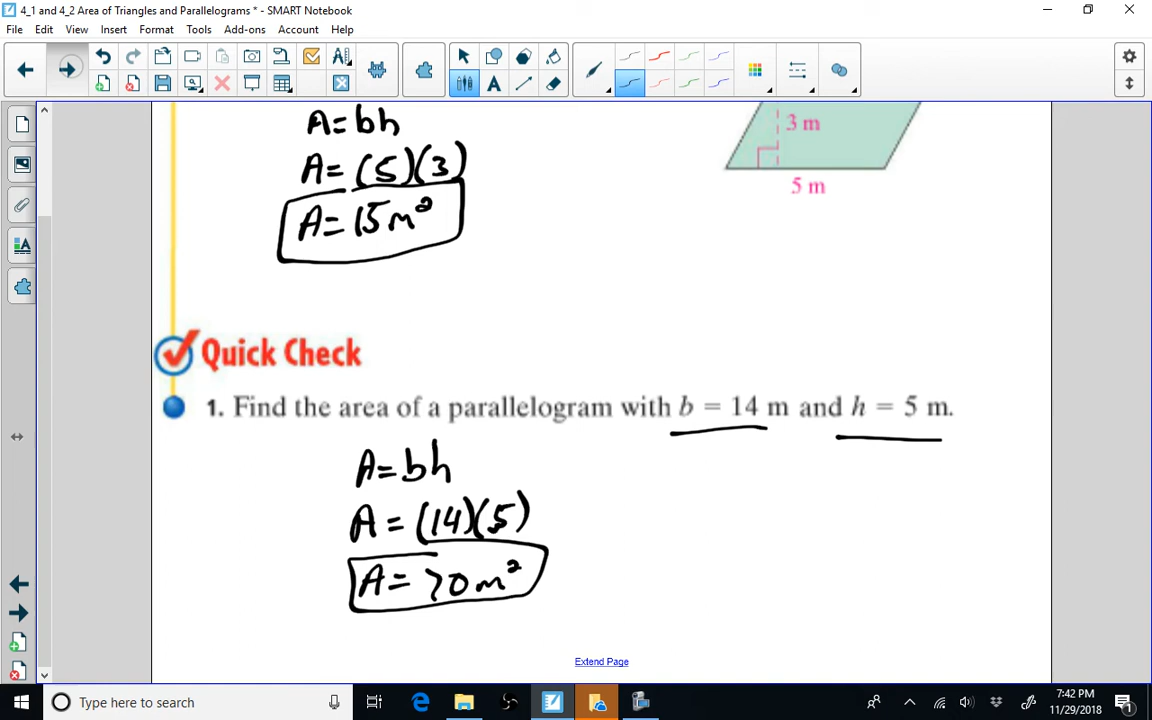 4_1 and 4_2 Area of Triangles and Parallelograms * - SMART Notebook
File Edit View Insert Format Tools Add-ons Account Help
A=bh
3 m
A=(5)(3)
5 m
A=15m²
Quick Check
1. Find the area of a parallelogram with b = 14 m and h = 5 m.
A=bh
A=(14)(5)
A=70m²
Extend Page
Type here to search
7:42 PM
11/29/2018
1